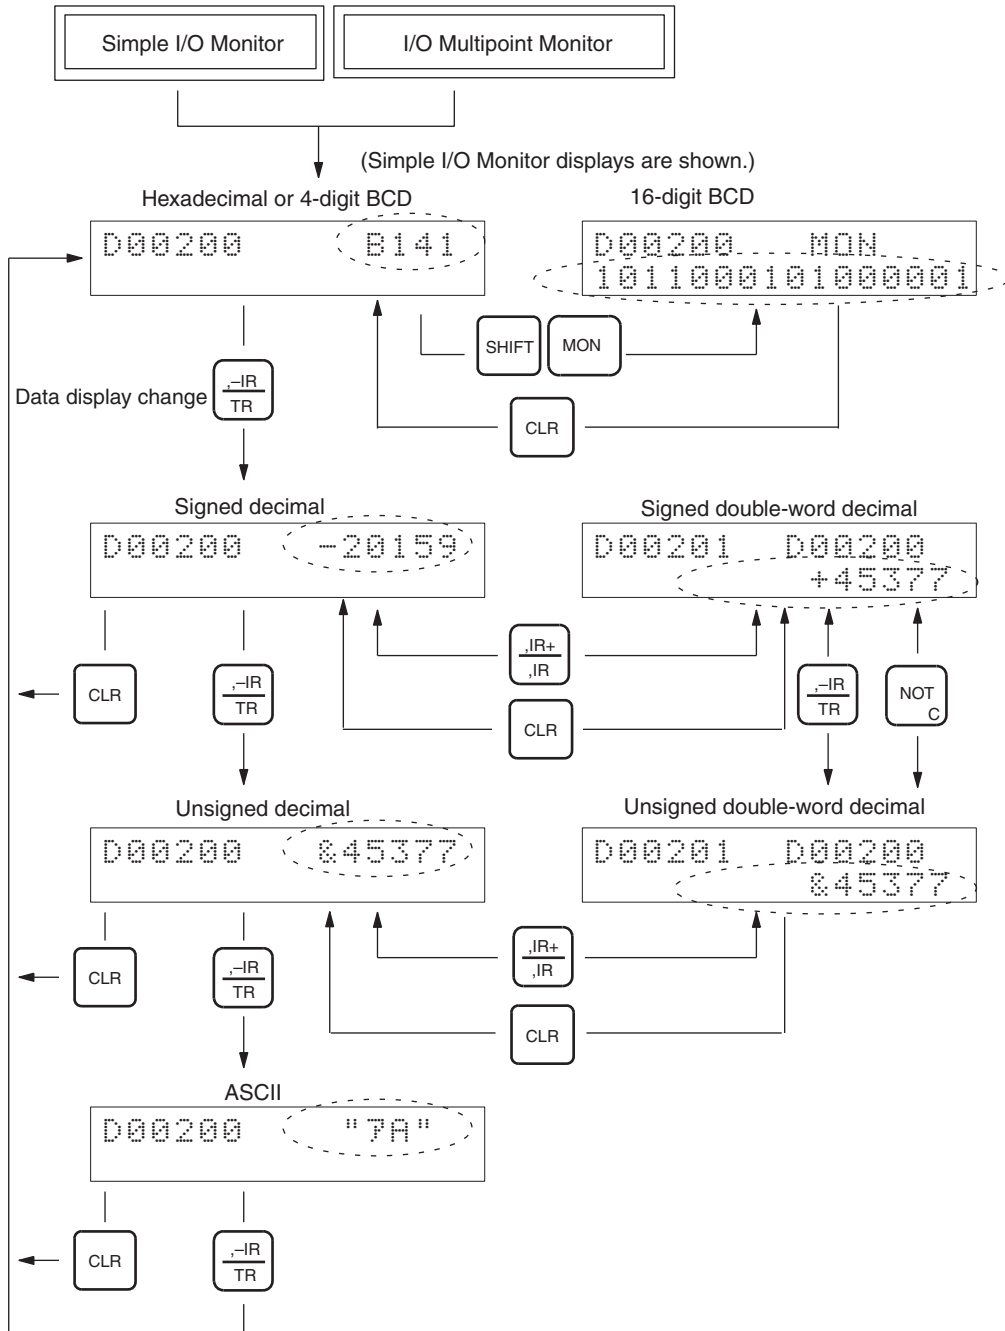 Simple I/O Monitor
I/O Multipoint Monitor
(Simple I/O Monitor displays are shown.)
Hexadecimal or 4-digit BCD
16-digit BCD
D00200 B141
D00200 MON
1011000101000001
SHIFT
MON
Data display change
,–IR
TR
CLR
Signed decimal
Signed double-word decimal
D00200 -20159
D00201 D00200
+45377
,IR+
,IR
CLR
,–IR
TR
,–IR
TR
NOT
C
CLR
Unsigned decimal
Unsigned double-word decimal
D00200 &45377
D00201 D00200
&45377
,IR+
,IR
CLR
,–IR
TR
CLR
ASCII
D00200 "7A"
CLR
,–IR
TR